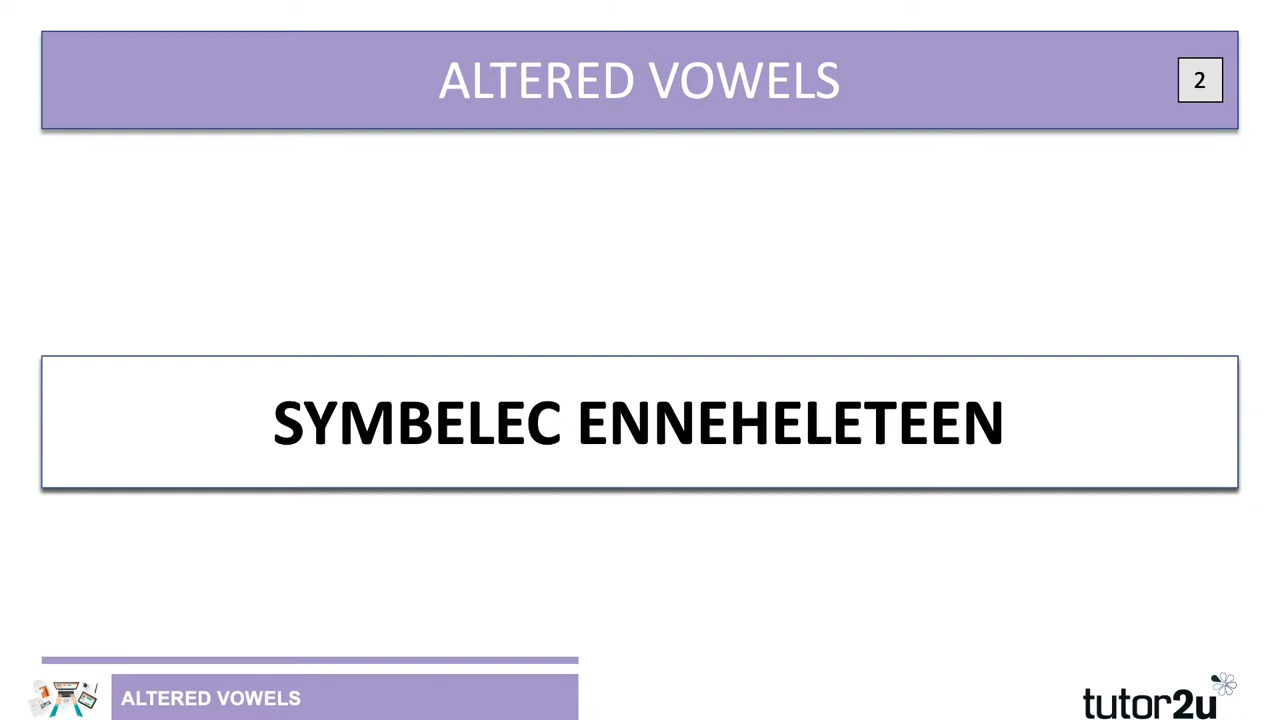 ALTERED VOWELS
2
SYMBELEC ENNEHELETEEN
ALTERED VOWELS
tutor2u